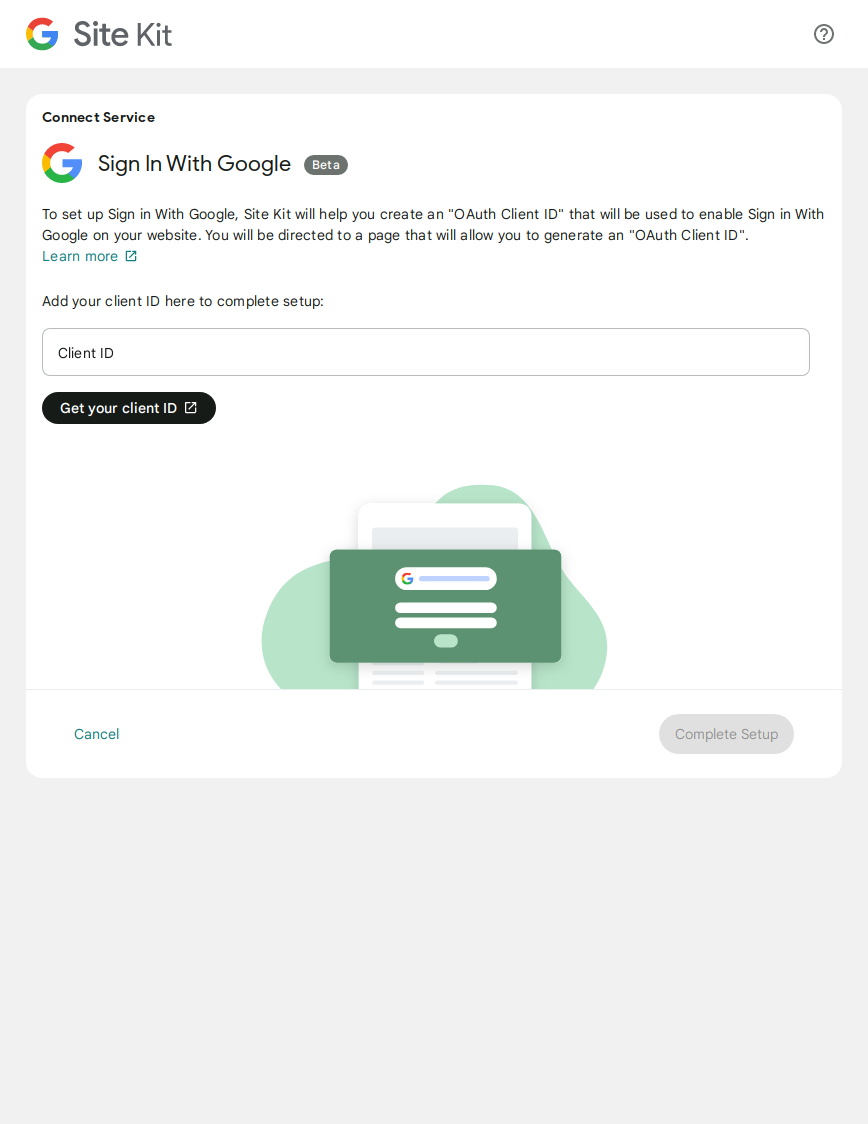 Site Kit
Connect Service
Sign In With Google Beta
To set up Sign in With Google, Site Kit will help you create an "OAuth Client ID" that will be used to enable Sign in With
Google on your website. You will be directed to a page that will allow you to generate an "OAuth Client ID".
Learn more
Add your client ID here to complete setup:
Client ID
Get your client ID
Cancel
Complete Setup